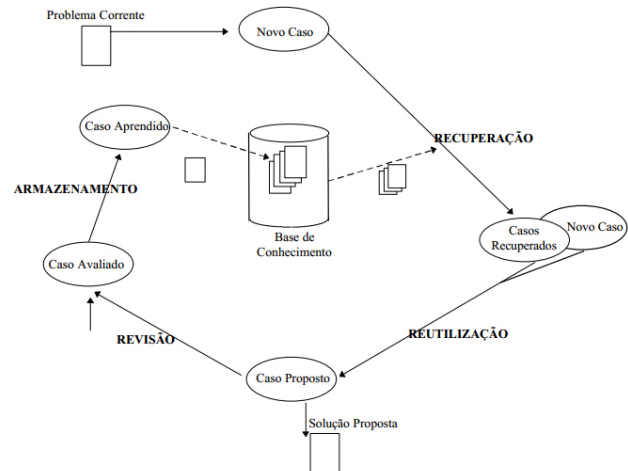 Problema Corrente
Novo Caso
Caso Aprendido
RECUPERAÇÃO
ARMAZENAMENTO
Base de
Conhecimento
Casos
Recuperados
Novo Caso
Caso Avaliado
REVISÃO
REUTILIZAÇÃO
Caso Proposto
Solução Proposta